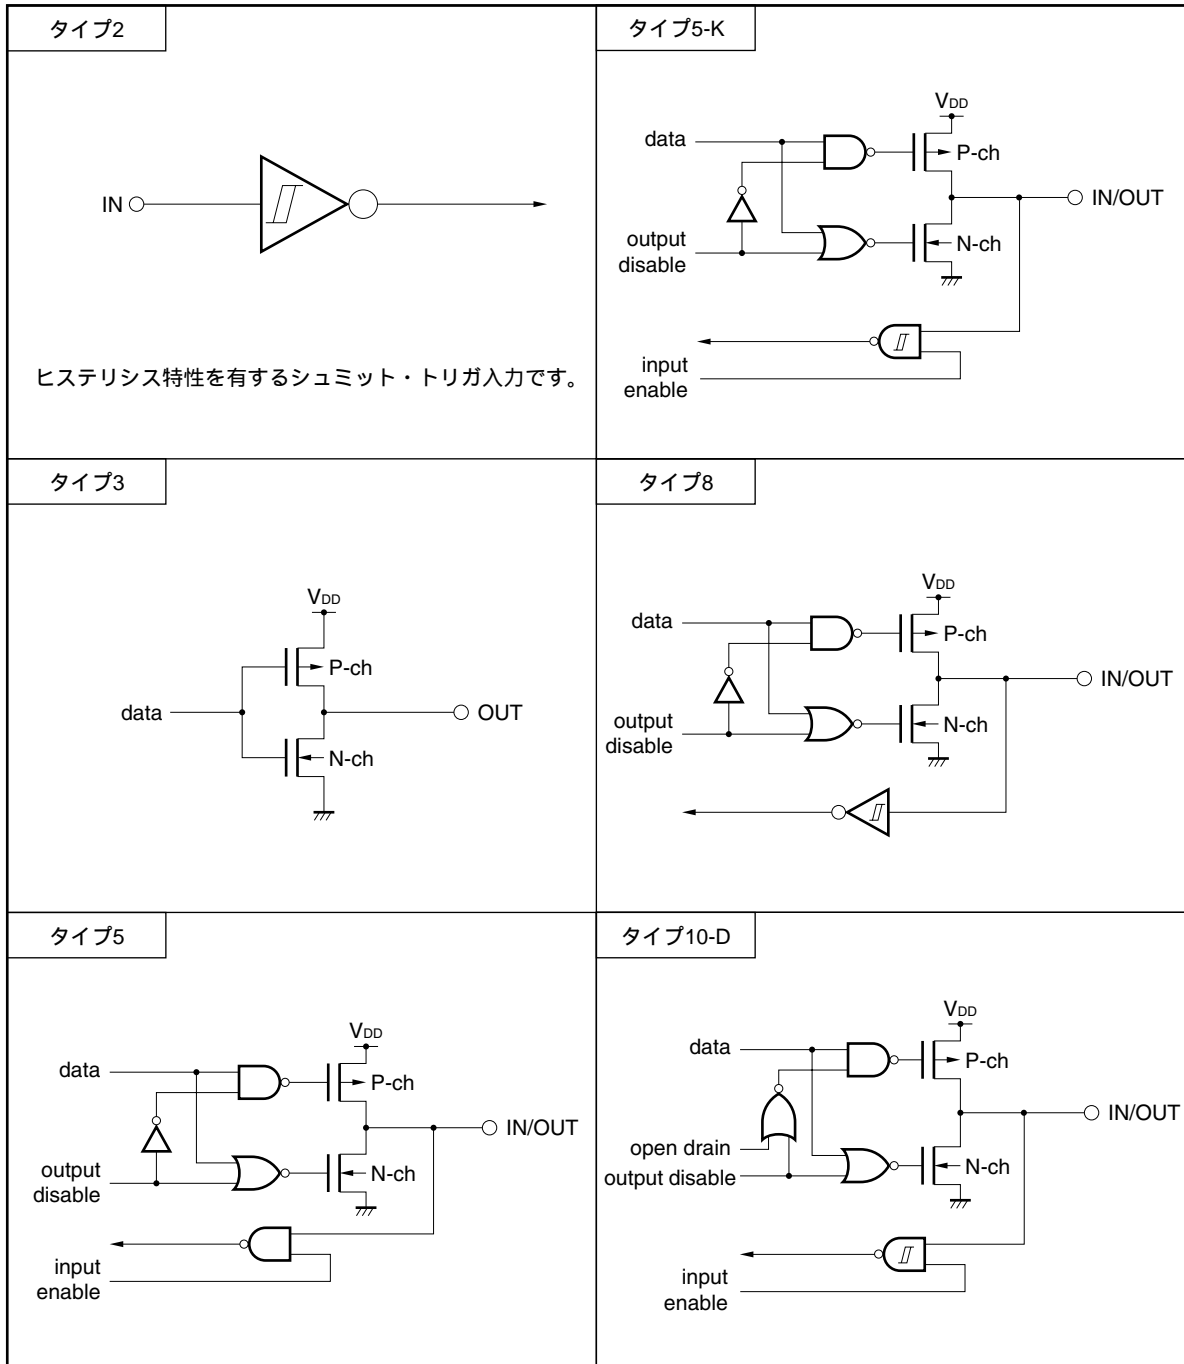 タイプ2
IN
ヒステリシス特性を有するシュミット・トリガ入力です。
タイプ5-K
VDD
data
P-ch
IN/OUT
output
disable
N-ch
input
enable
タイプ3
VDD
P-ch
data
OUT
N-ch
タイプ8
VDD
data
P-ch
IN/OUT
output
disable
N-ch
タイプ5
VDD
data
P-ch
IN/OUT
output
disable
N-ch
input
enable
タイプ10-D
VDD
data
P-ch
IN/OUT
open drain
output disable
N-ch
input
enable